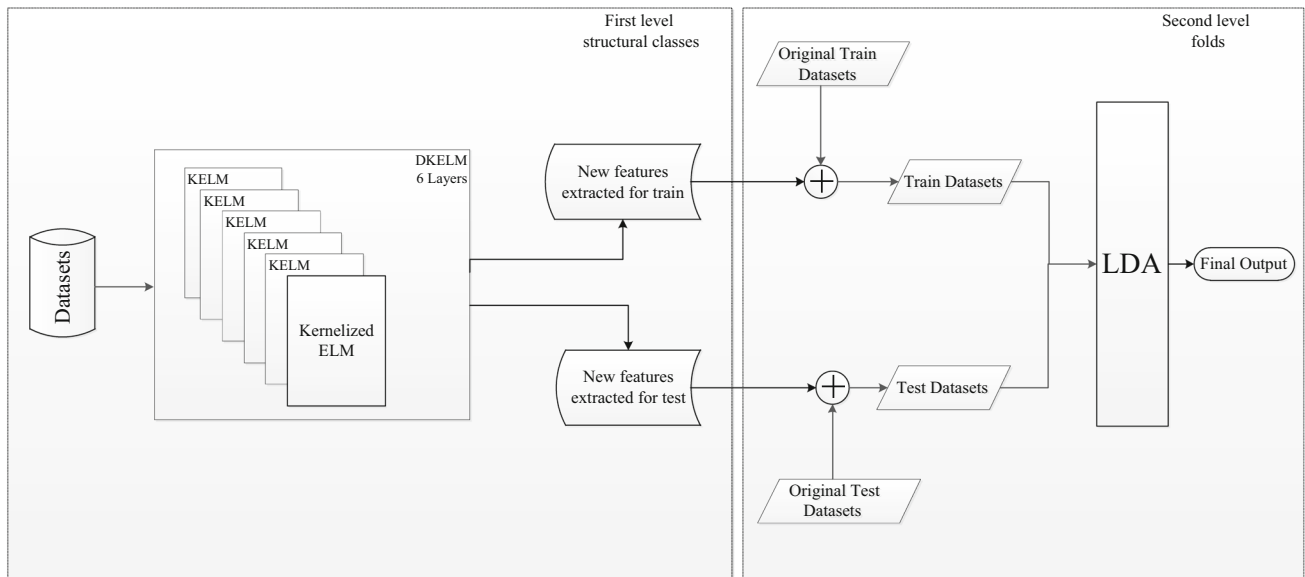 First level
structural classes
Datasets
DKELM
6 Layers
KELM
KELM
KELM
KELM
KELM
Kernelized
ELM
New features
extracted for train
New features
extracted for test
Second level
folds
Original Train
Datasets
Train Datasets
Test Datasets
Original Test
Datasets
LDA
Final Output